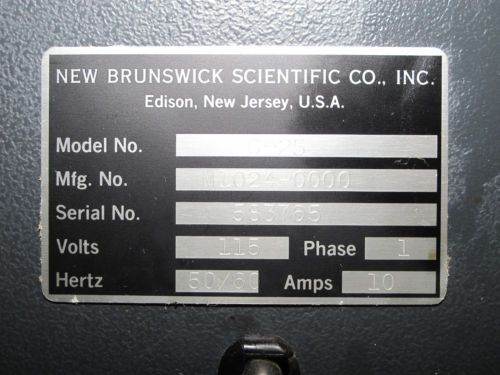 NEW BRUNSWICK SCIENTIFIC CO., INC.
Edison, New Jersey, U.S.A.
Model No. G-25
Mfg. No. M1024-0000
Serial No. 583765
Volts 115 Phase 1
Hertz 50/60 Amps 10